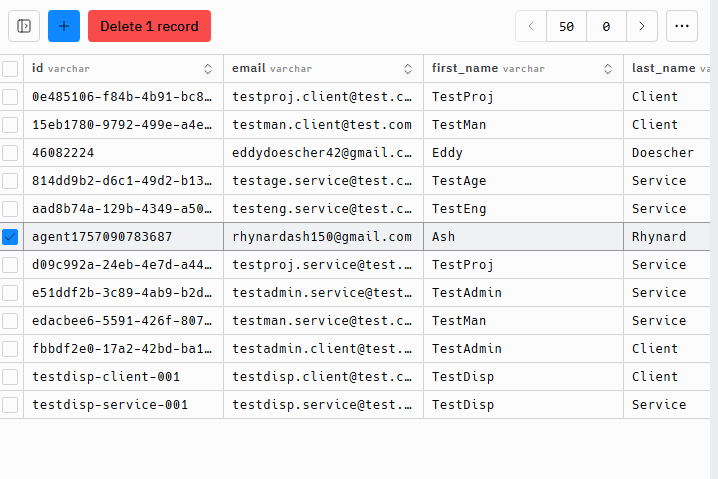 + Delete 1 record 50 0 ...
id varchar email varchar first_name varchar last_name va
0e485106-f84b-4b91-bc8… testproj.client@test.c… TestProj Client
15eb1780-9792-499e-a4e… testman.client@test.com TestMan Client
46082224 eddydoescher42@gmail.c… Eddy Doescher
814dd9b2-d6c1-49d2-b13… testage.service@test.c… TestAge Service
aad8b74a-129b-4349-a50… testeng.service@test.c… TestEng Service
agent1757090783687 rhynardash150@gmail.com Ash Rhynard
d09c992a-24eb-4e7d-a44… testproj.service@test.… TestProj Service
e51ddf2b-3c89-4ab9-b2d… testadmin.service@test… TestAdmin Service
edacbee6-5591-426f-807… testman.service@test.c… TestMan Service
fbbdf2e0-17a2-42bd-ba1… testadmin.client@test.… TestAdmin Client
testdisp-client-001 testdisp.client@test.c… TestDisp Client
testdisp-service-001 testdisp.service@test.… TestDisp Service